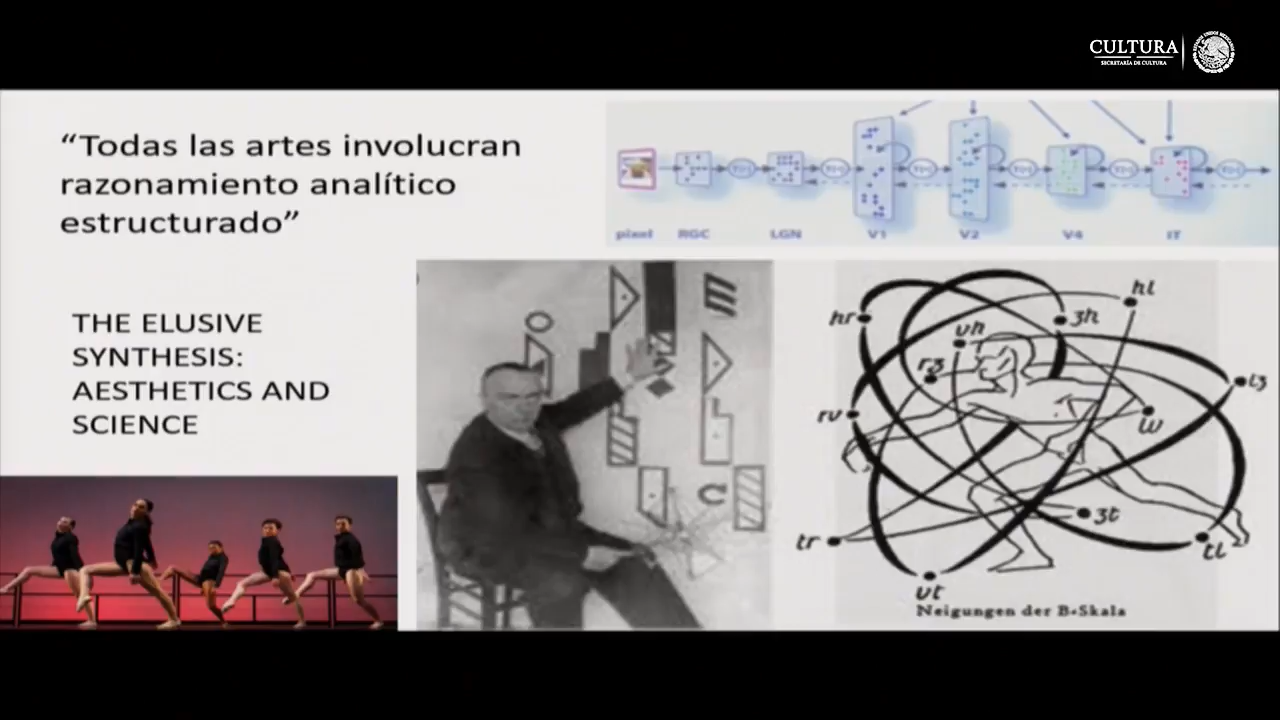 CULTURA
SECRETARÍA DE CULTURA
“Todas las artes involucran
razonamiento analítico
estructurado”
pixel RGC LGN V1 V2 V4 IT
THE ELUSIVE
SYNTHESIS:
AESTHETICS AND
SCIENCE
hl
hr
3h
vh
r3
l3
rv
lv
3t
tr
tl
vt
Neigungen der B-Skala